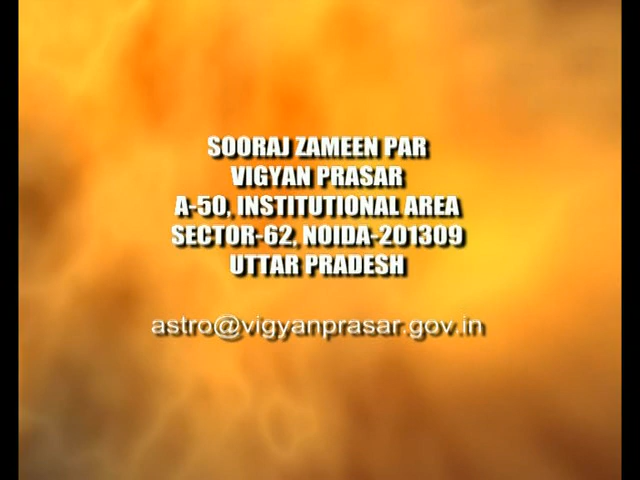 SOORAJ ZAMEEN PAR
VIGYAN PRASAR
A-50, INSTITUTIONAL AREA
SECTOR-62, NOIDA-201309
UTTAR PRADESH
astro@vigyanprasar.gov.in